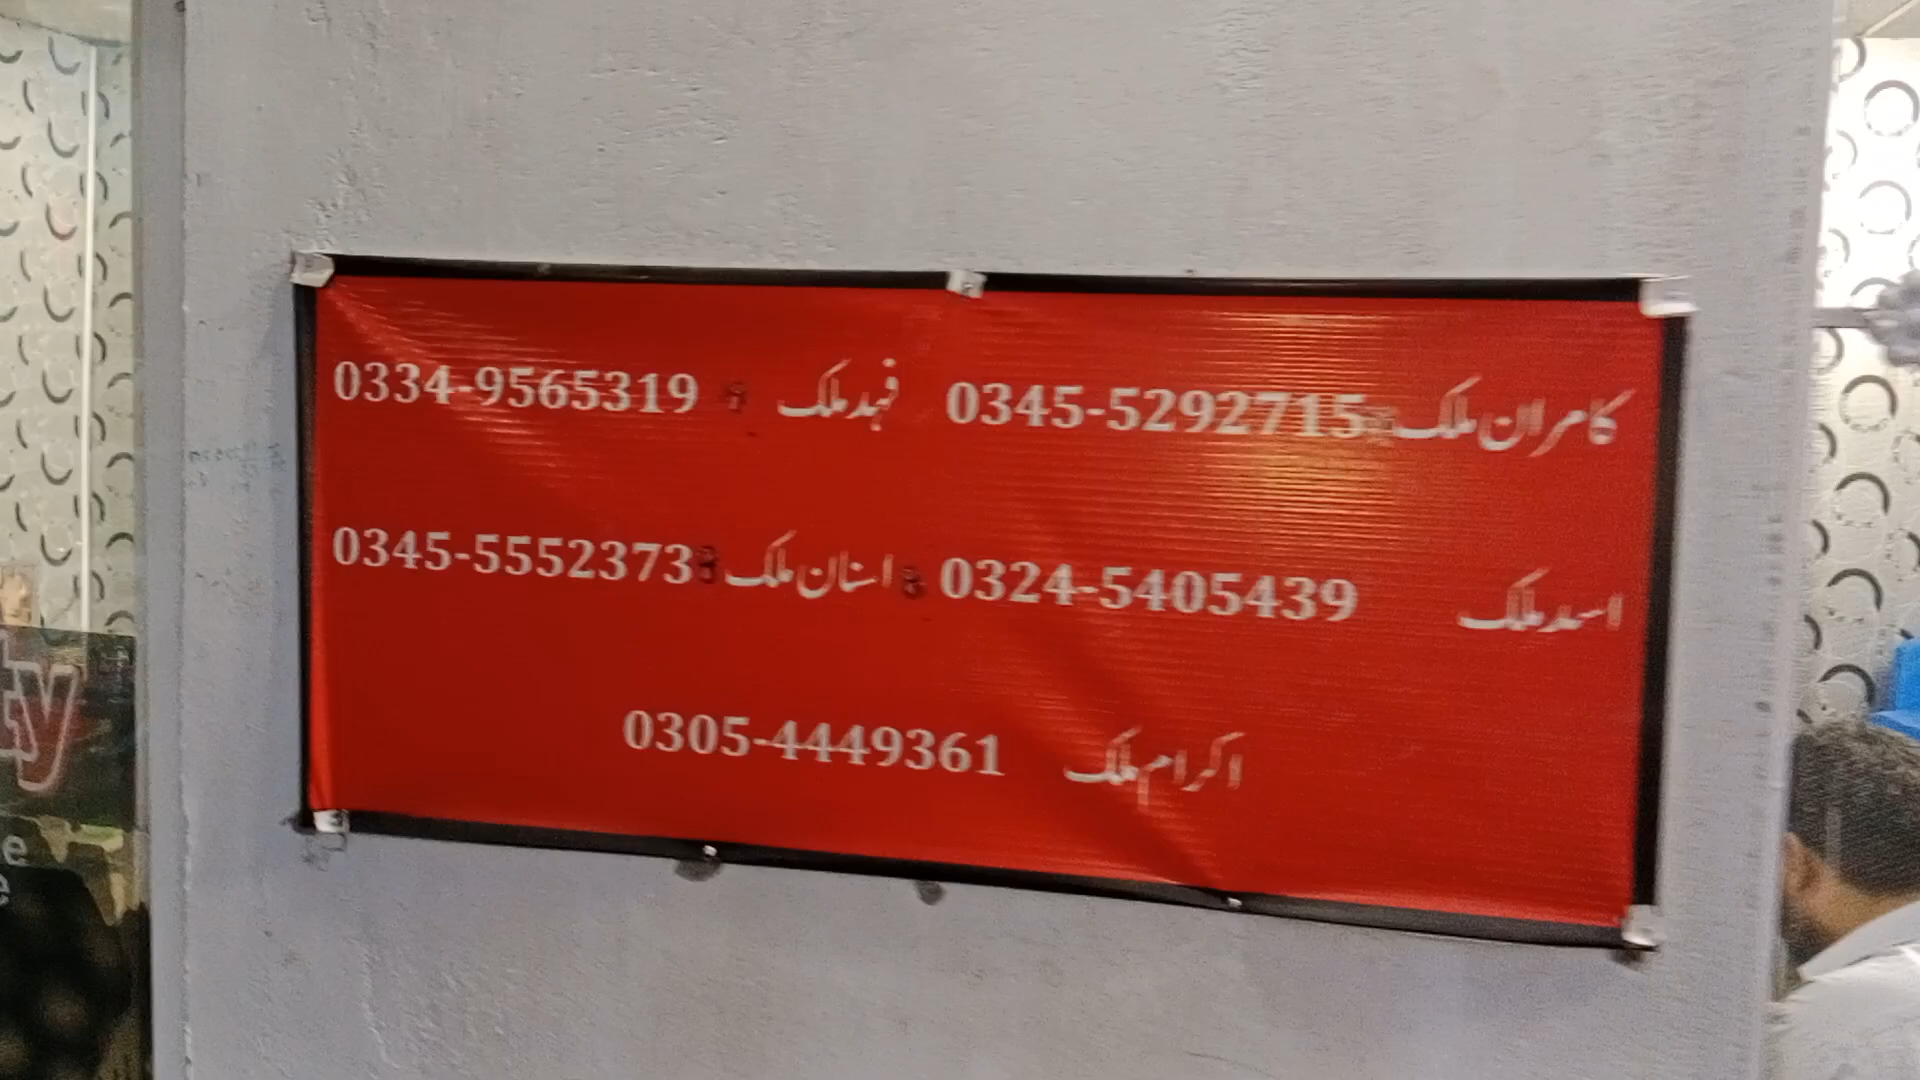 کامران ملک 0345-5292715 فہد ملک 0334-9565319
اسد ملک 0324-5405439 اسنان ملک 0345-5552373
اکرام ملک 0305-4449361
ty
e
e